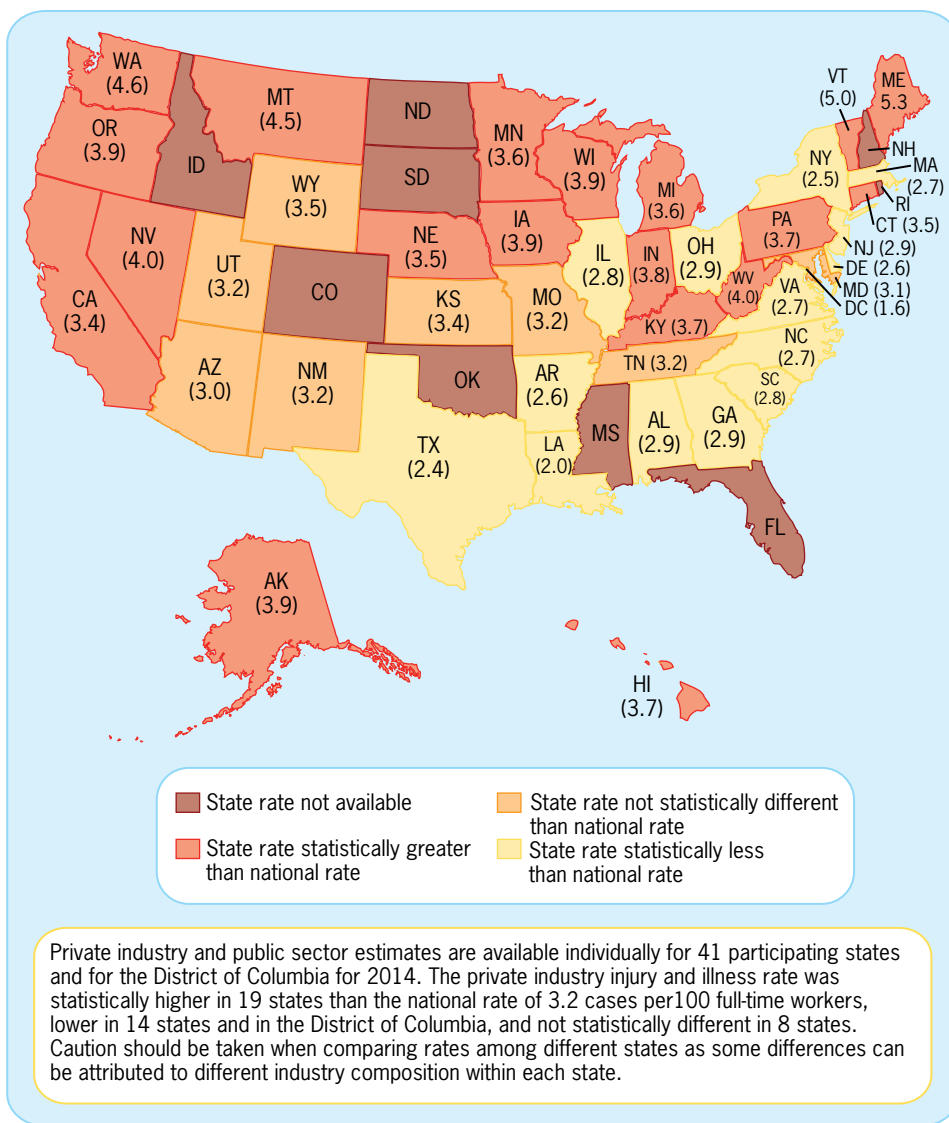 WA
(4.6)
MT
(4.5)
ND
VT
(5.0)
ME
5.3
OR
(3.9)
ID
MN
(3.6)
NH
MA
(2.7)
WY
(3.5)
SD
WI
(3.9)
MI
(3.6)
NY
(2.5)
RI
CT (3.5)
NV
(4.0)
NE
(3.5)
IA
(3.9)
PA
(3.7)
NJ (2.9)
UT
(3.2)
IL
(2.8)
IN
(3.8)
OH
(2.9)
DE (2.6)
MD (3.1)
DC (1.6)
CA
(3.4)
CO
KS
(3.4)
MO
(3.2)
WV
(4.0)
VA
(2.7)
KY (3.7)
NC
(2.7)
AZ
(3.0)
NM
(3.2)
OK
AR
(2.6)
TN (3.2)
SC
(2.8)
TX
(2.4)
LA
(2.0)
MS
AL
(2.9)
GA
(2.9)
FL
AK
(3.9)
HI
(3.7)
State rate not available
State rate statistically greater
than national rate
State rate not statistically different
than national rate
State rate statistically less
than national rate
Private industry and public sector estimates are available individually for 41 participating states
and for the District of Columbia for 2014. The private industry injury and illness rate was
statistically higher in 19 states than the national rate of 3.2 cases per100 full-time workers,
lower in 14 states and in the District of Columbia, and not statistically different in 8 states.
Caution should be taken when comparing rates among different states as some differences can
be attributed to different industry composition within each state.